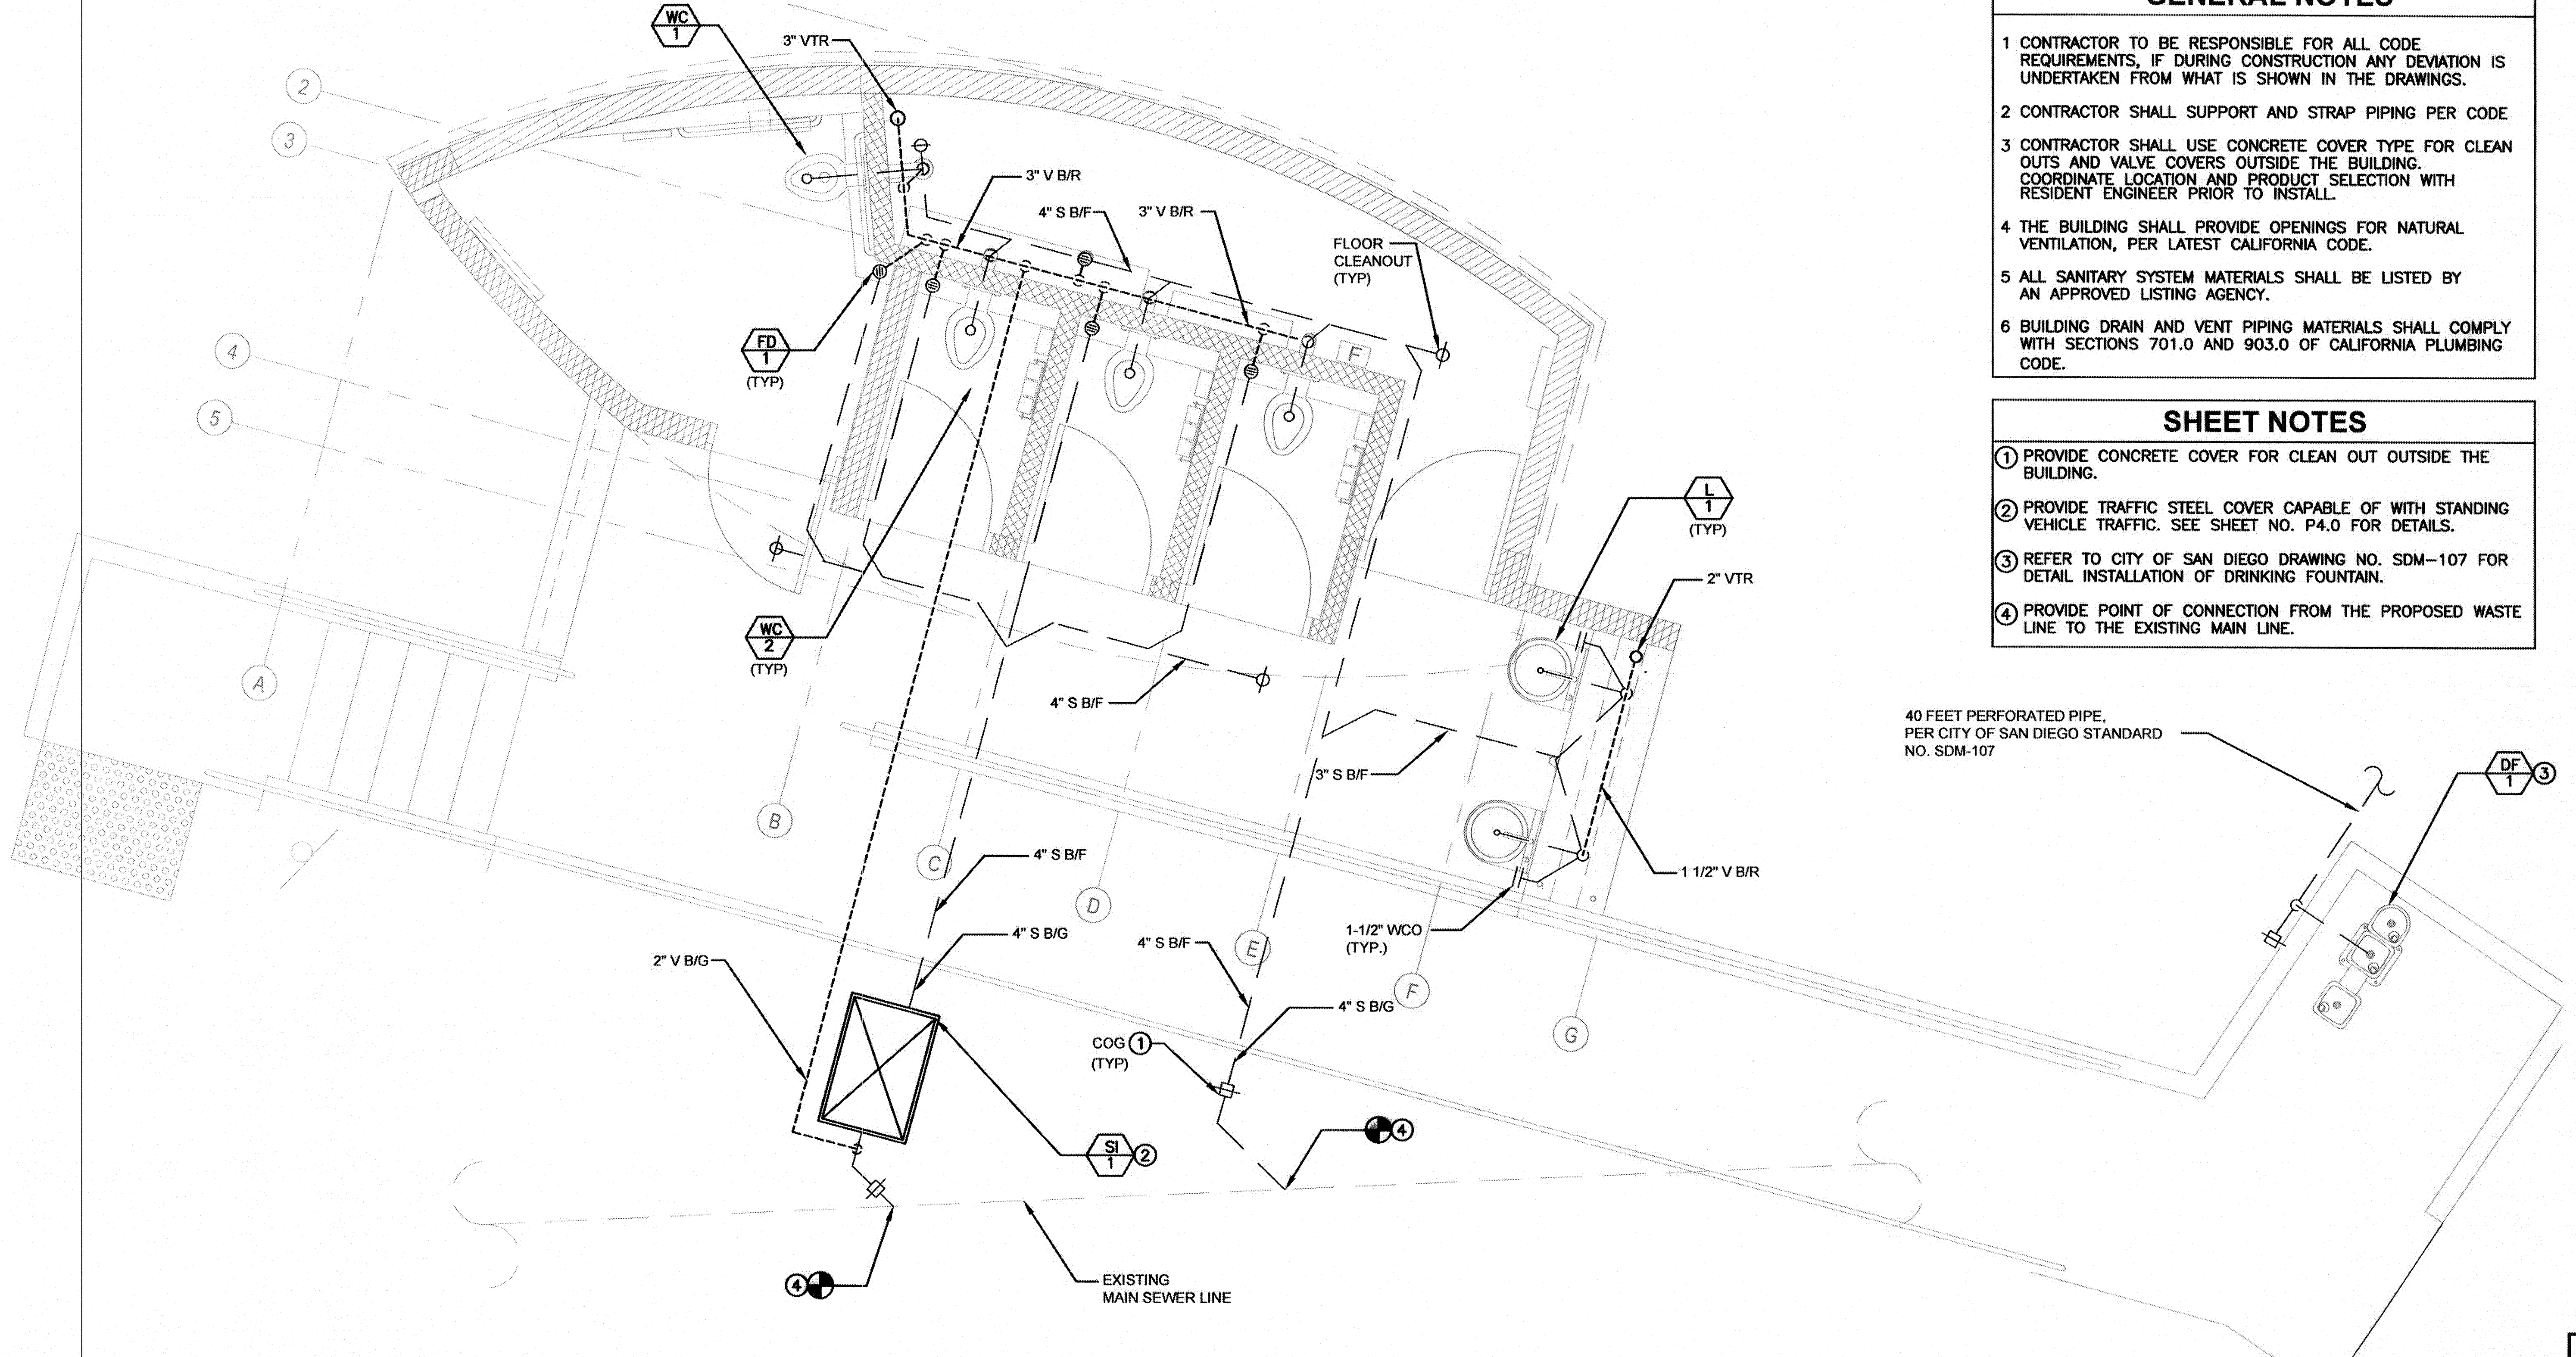 GENERAL NOTES
1 CONTRACTOR TO BE RESPONSIBLE FOR ALL CODE
REQUIREMENTS, IF DURING CONSTRUCTION ANY DEVIATION IS
UNDERTAKEN FROM WHAT IS SHOWN IN THE DRAWINGS.
2 CONTRACTOR SHALL SUPPORT AND STRAP PIPING PER CODE
3 CONTRACTOR SHALL USE CONCRETE COVER TYPE FOR CLEAN
OUTS AND VALVE COVERS OUTSIDE THE BUILDING.
COORDINATE LOCATION AND PRODUCT SELECTION WITH
RESIDENT ENGINEER PRIOR TO INSTALL.
4 THE BUILDING SHALL PROVIDE OPENINGS FOR NATURAL
VENTILATION, PER LATEST CALIFORNIA CODE.
5 ALL SANITARY SYSTEM MATERIALS SHALL BE LISTED BY
AN APPROVED LISTING AGENCY.
6 BUILDING DRAIN AND VENT PIPING MATERIALS SHALL COMPLY
WITH SECTIONS 701.0 AND 903.0 OF CALIFORNIA PLUMBING
CODE.
SHEET NOTES
1 PROVIDE CONCRETE COVER FOR CLEAN OUT OUTSIDE THE
BUILDING.
2 PROVIDE TRAFFIC STEEL COVER CAPABLE OF WITH STANDING
VEHICLE TRAFFIC. SEE SHEET NO. P4.0 FOR DETAILS.
3 REFER TO CITY OF SAN DIEGO DRAWING NO. SDM-107 FOR
DETAIL INSTALLATION OF DRINKING FOUNTAIN.
4 PROVIDE POINT OF CONNECTION FROM THE PROPOSED WASTE
LINE TO THE EXISTING MAIN LINE.
WC
1
3" VTR
2
3
3" V B/R
4" S B/F
3" V B/R
FLOOR
CLEANOUT
(TYP)
4
FD
1
(TYP)
F
5
L
1
(TYP)
2" VTR
WC
2
(TYP)
A
4" S B/F
40 FEET PERFORATED PIPE,
PER CITY OF SAN DIEGO STANDARD
NO. SDM-107
3" S B/F
DF
1
3
B
C
4" S B/F
1 1/2" V B/R
D
4" S B/G
4" S B/F
E
1-1/2" WCO
(TYP.)
2" V B/G
F
4" S B/G
G
COG 1
(TYP)
4
SI
1
2
4
EXISTING
MAIN SEWER LINE